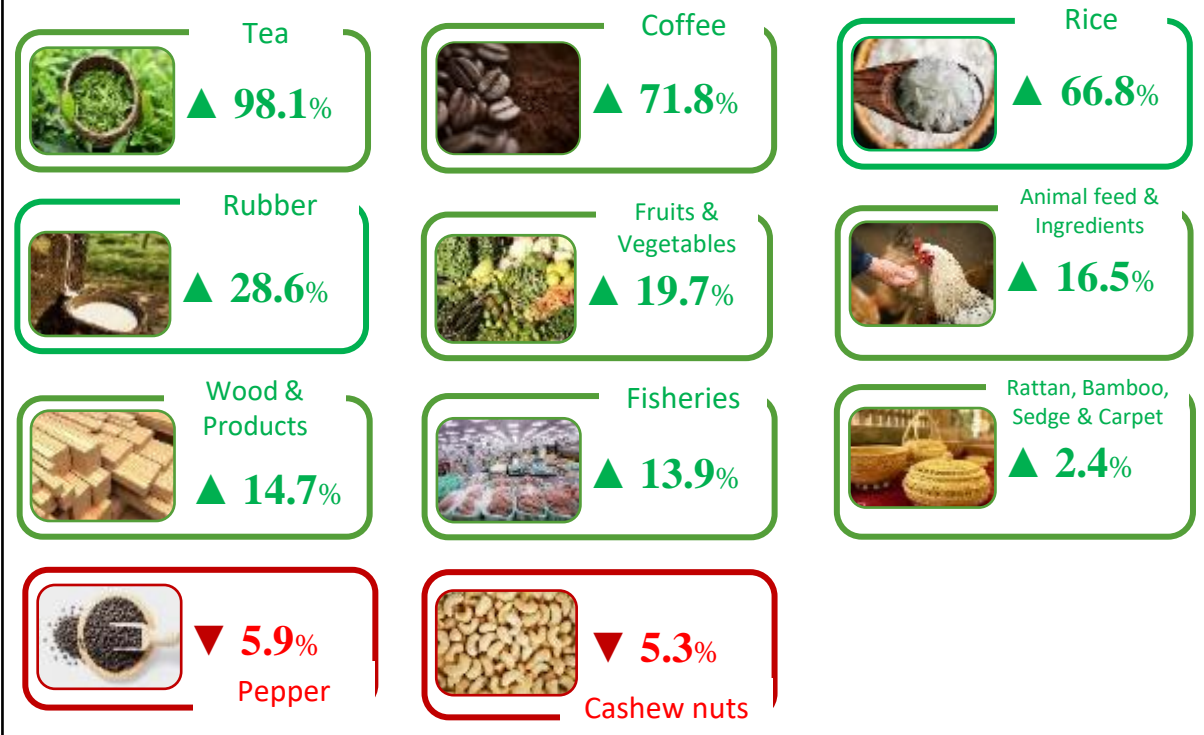 Tea
▲ 98.1%
Coffee
▲ 71.8%
Rice
▲ 66.8%
Rubber
▲ 28.6%
Fruits &
Vegetables
▲ 19.7%
Animal feed &
Ingredients
▲ 16.5%
Wood &
Products
▲ 14.7%
Fisheries
▲ 13.9%
Rattan, Bamboo,
Sedge & Carpet
▲ 2.4%
▼ 5.9%
Pepper
▼ 5.3%
Cashew nuts